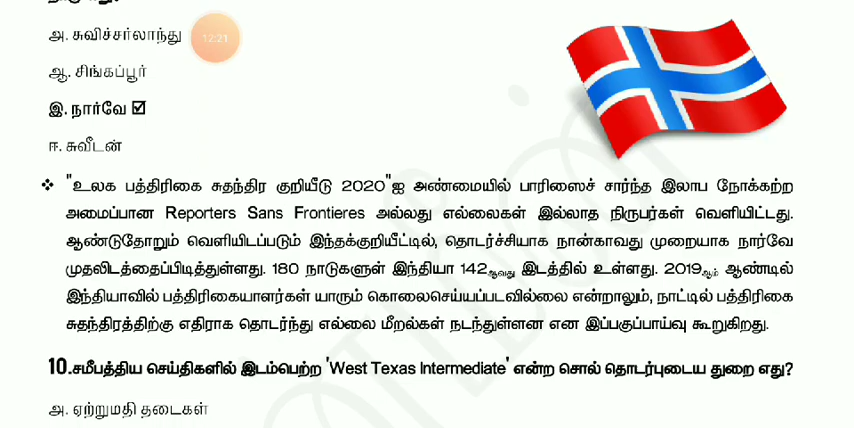 அ. சுவிச்சர்லாந்து
12:21
ஆ. சிங்கப்பூர்
இ. நார்வே ☑
ஈ. சுவீடன்
❖ "உலக பத்திரிகை சுதந்திர குறியீடு 2020"ஐ அண்மையில் பாரிஸைச் சார்ந்த இலாப நோக்கற்ற
அமைப்பான Reporters Sans Frontieres அல்லது எல்லைகள் இல்லாத நிருபர்கள் வெளியிட்டது.
ஆண்டுதோறும் வெளியிடப்படும் இந்தக்குறியீட்டில், தொடர்ச்சியாக நான்காவது முறையாக நார்வே
முதலிடத்தைப்பிடித்துள்ளது. 180 நாடுகளுள் இந்தியா 142ஆவது இடத்தில் உள்ளது. 2019ஆம் ஆண்டில்
இந்தியாவில் பத்திரிகையாளர்கள் யாரும் கொலைசெய்யப்படவில்லை என்றாலும், நாட்டில் பத்திரிகை
சுதந்திரத்திற்கு எதிராக தொடர்ந்து எல்லை மீறல்கள் நடந்துள்ளன என இப்பகுப்பாய்வு கூறுகிறது.
10.சமீபத்திய செய்திகளில் இடம்பெற்ற 'West Texas Intermediate' என்ற சொல் தொடர்புடைய துறை எது?
அ. ஏற்றுமதி தடைகள்